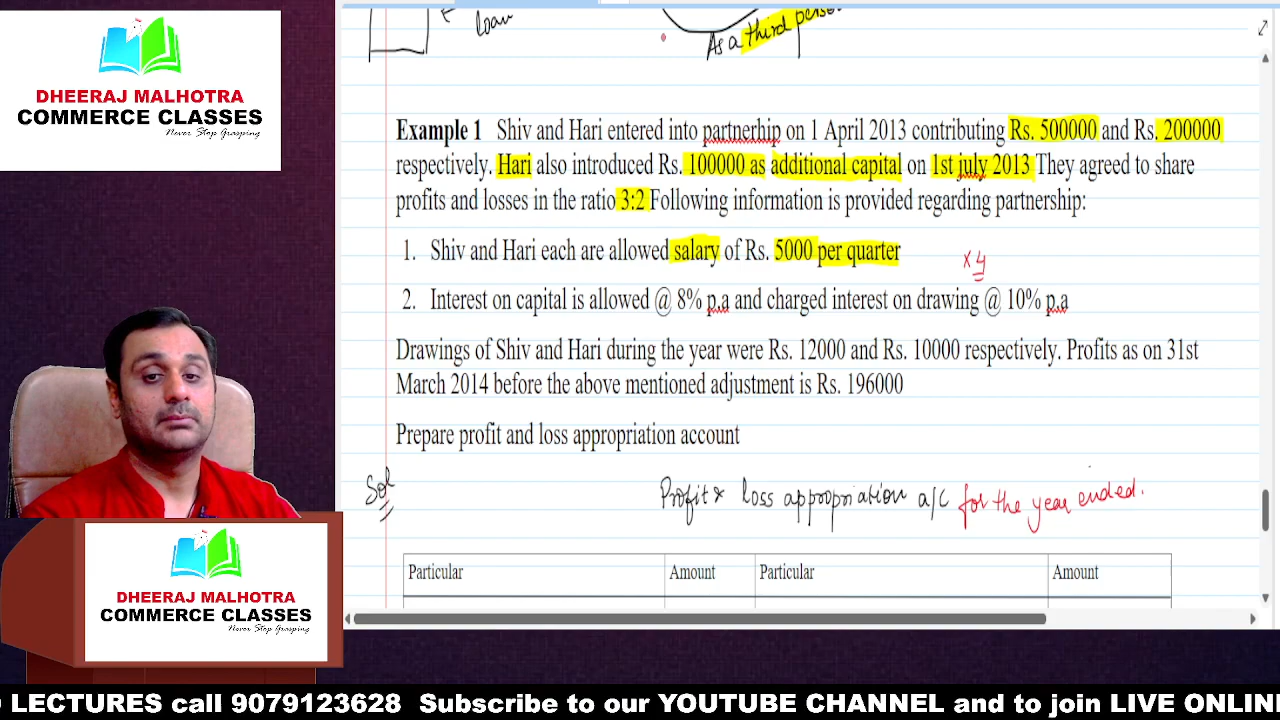 loan
As a third person
DHEERAJ MALHOTRA
COMMERCE CLASSES
Never Stop Grasping
Example 1 Shiv and Hari entered into partnerhip on 1 April 2013 contributing Rs. 500000 and Rs. 200000
respectively. Hari also introduced Rs. 100000 as additional capital on 1st july 2013 They agreed to share
profits and losses in the ratio 3:2 Following information is provided regarding partnership:
1. Shiv and Hari each are allowed salary of Rs. 5000 per quarter
x 4
2. Interest on capital is allowed @ 8% p,a and charged interest on drawing @ 10% p,a
Drawings of Shiv and Hari during the year were Rs. 12000 and Rs. 10000 respectively. Profits as on 31st
March 2014 before the above mentioned adjustment is Rs. 196000
Prepare profit and loss appropriation account
Sol
Profit & loss appropriation a/c for the year ended.
Particular Amount Particular Amount
DHEERAJ MALHOTRA
COMMERCE CLASSES
Never Stop Grasping
LECTURES call 9079123628 Subscribe to our YOUTUBE CHANNEL and to join LIVE ONLIN